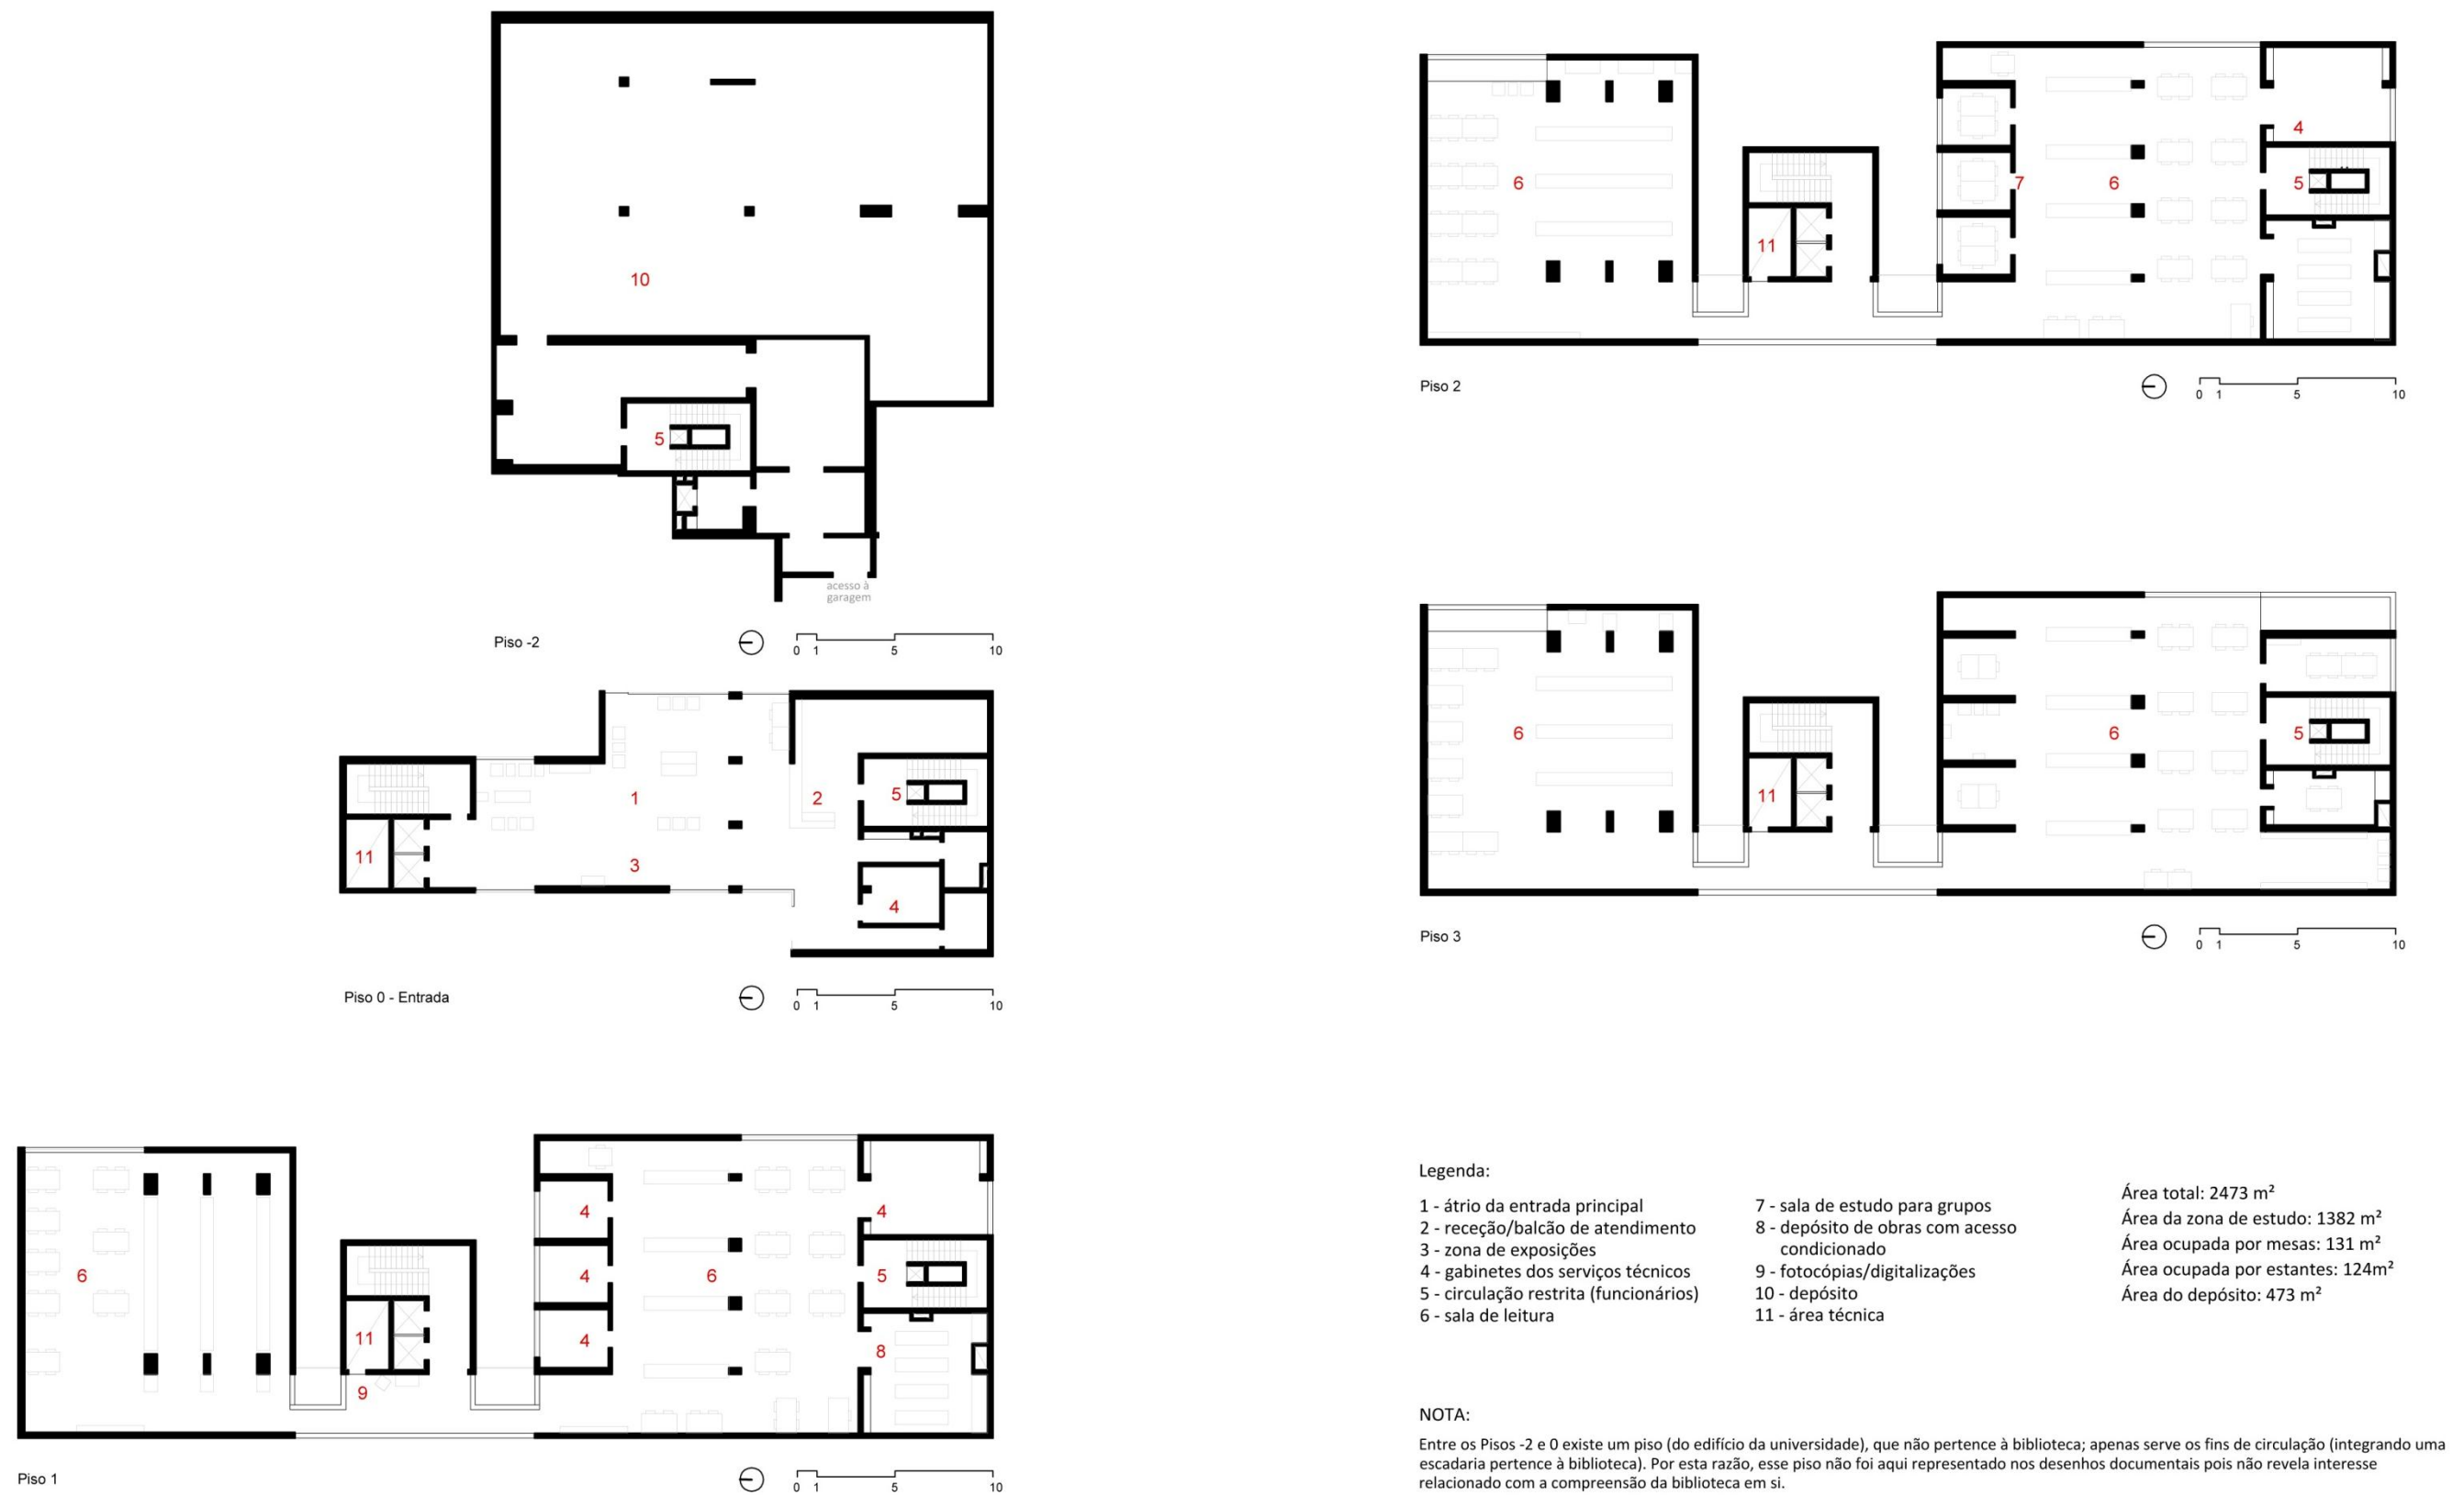 10
5
acesso à
garagem
Piso -2
0 1 5 10
1
2
5
11
3
4
Piso 0 - Entrada
0 1 5 10
4
4
6
4
6
5
11
4
8
9
Piso 1
0 1 5 10
4
6
7
6
5
11
Piso 2
0 1 5 10
6
6
5
11
Piso 3
0 1 5 10
Legenda:
1 - átrio da entrada principal
2 - receção/balcão de atendimento
3 - zona de exposições
4 - gabinetes dos serviços técnicos
5 - circulação restrita (funcionários)
6 - sala de leitura
7 - sala de estudo para grupos
8 - depósito de obras com acesso
condicionado
9 - fotocópias/digitalizações
10 - depósito
11 - área técnica
Área total: 2473 m²
Área da zona de estudo: 1382 m²
Área ocupada por mesas: 131 m²
Área ocupada por estantes: 124m²
Área do depósito: 473 m²
NOTA:
Entre os Pisos -2 e 0 existe um piso (do edifício da universidade), que não pertence à biblioteca; apenas serve os fins de circulação (integrando uma
escadaria pertence à biblioteca). Por esta razão, esse piso não foi aqui representado nos desenhos documentais pois não revela interesse
relacionado com a compreensão da biblioteca em si.